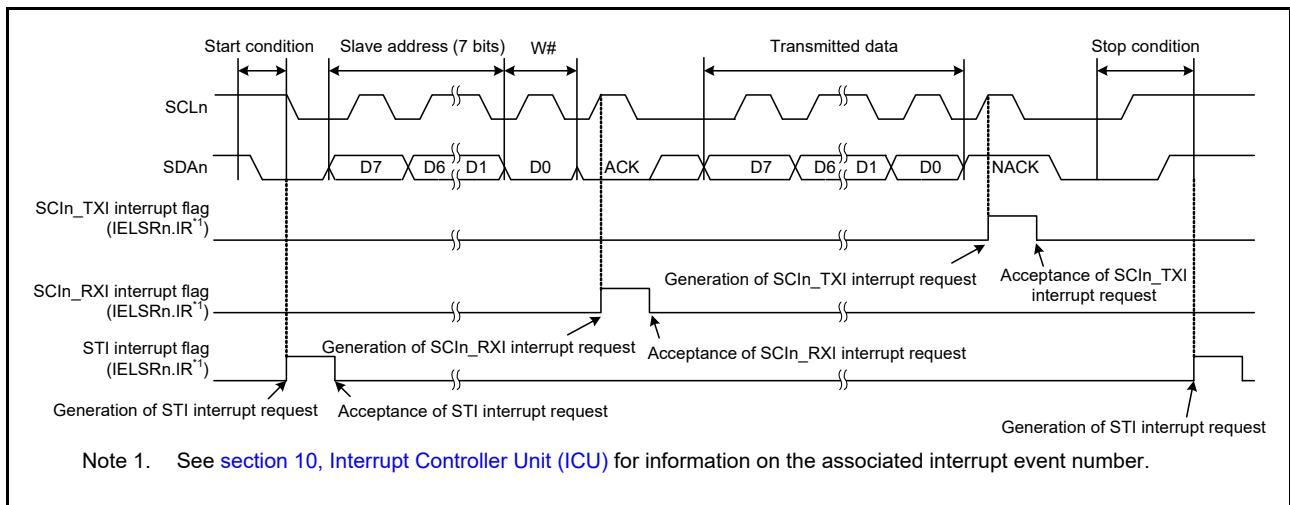 Start condition Slave address (7 bits) W# Transmitted data Stop condition
SCLn
SDAn D7 D6 D1 D0 ACK D7 D6 D1 D0 NACK
SCIn_TXI interrupt flag
(IELSRn.IR*1)
Generation of SCIn_TXI interrupt request
Acceptance of SCIn_TXI
interrupt request
SCIn_RXI interrupt flag
(IELSRn.IR*1)
Generation of SCIn_RXI interrupt request
Acceptance of SCIn_RXI interrupt request
STI interrupt flag
(IELSRn.IR*1)
Generation of STI interrupt request
Acceptance of STI interrupt request
Generation of STI interrupt request
Note 1. See section 10, Interrupt Controller Unit (ICU) for information on the associated interrupt event number.